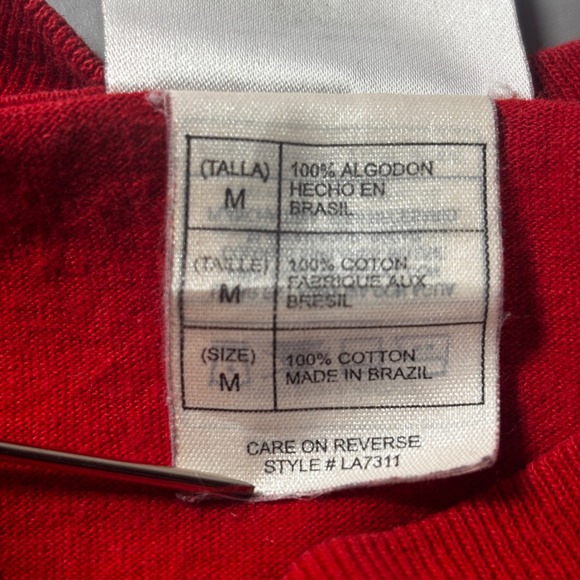 (TALLA)
M
100% ALGODON
HECHO EN
BRASIL
(TAILLE)
M
100% COTON
FABRIQUE AUX
BRESIL
(SIZE)
M
100% COTTON
MADE IN BRAZIL
CARE ON REVERSE
STYLE # LA7311